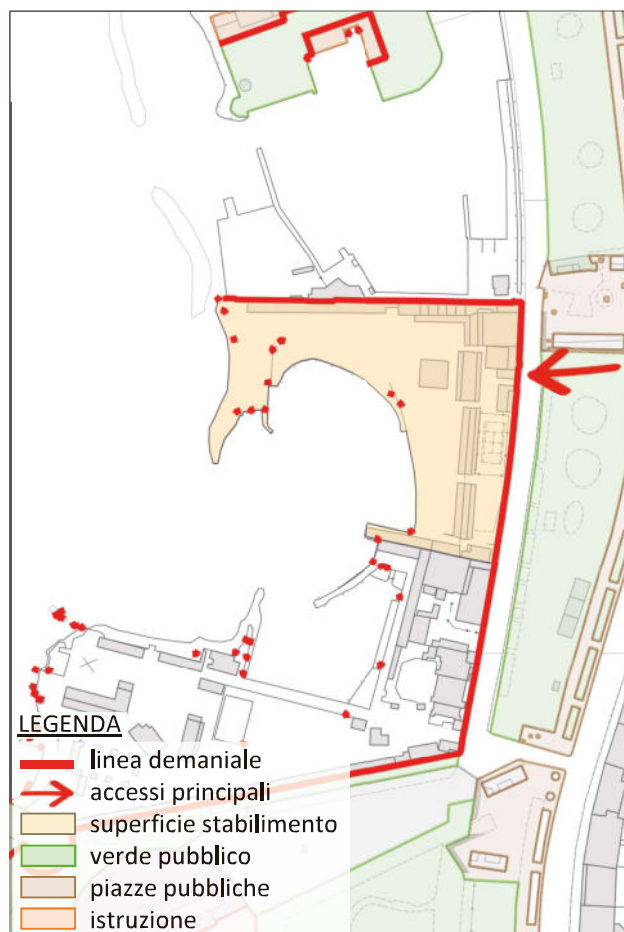 LEGENDA
linea demaniale
accessi principali
superficie stabilimento
verde pubblico
piazze pubbliche
istruzione